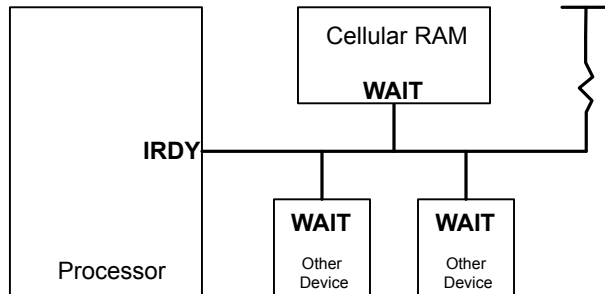 Cellular RAM
WAIT
IRDY
WAIT
Other
Device
WAIT
Other
Device
Processor